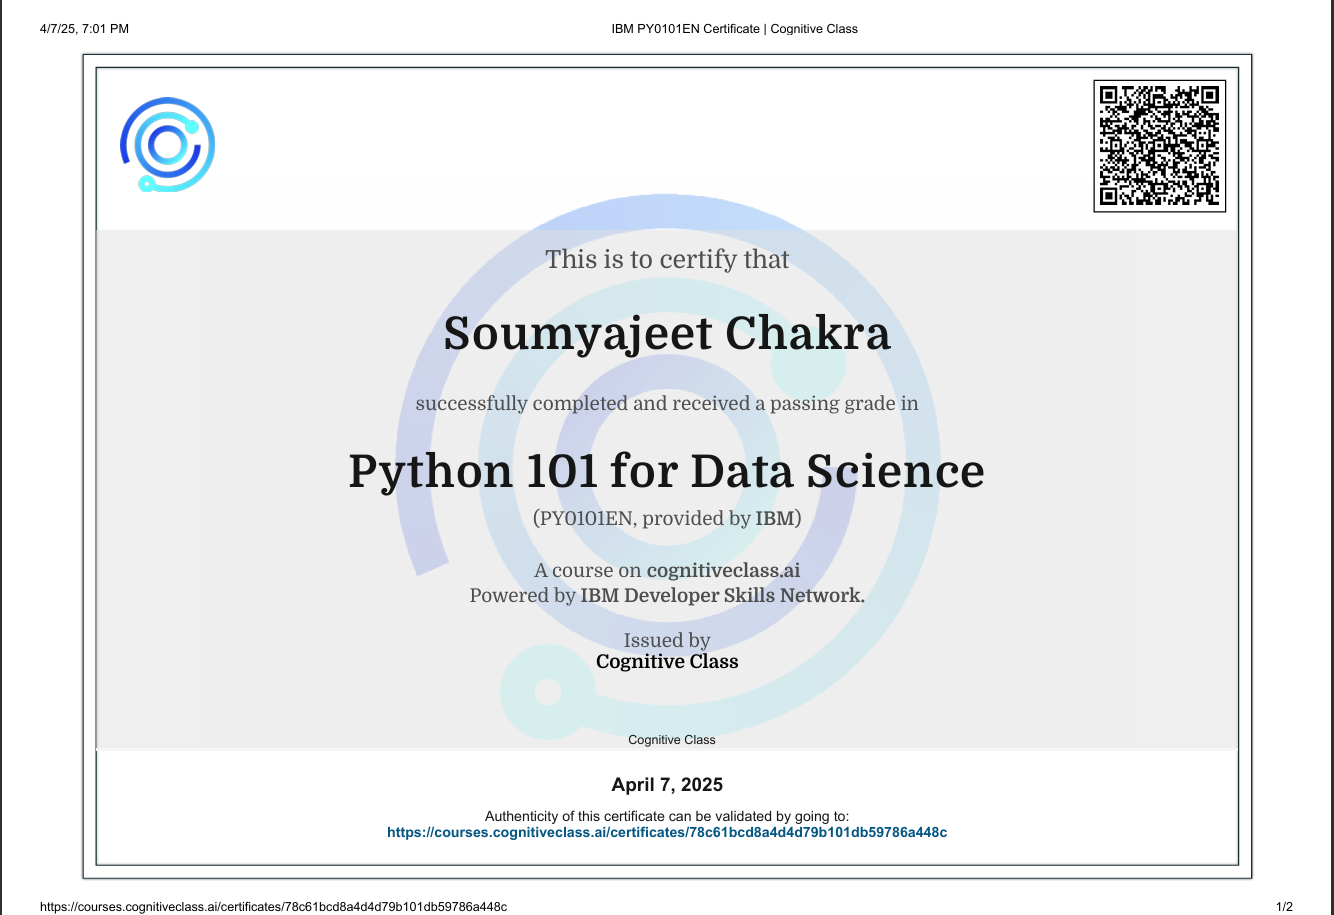 4/7/25, 7:01 PM
IBM PY0101EN Certificate | Cognitive Class
This is to certify that
Soumyajeet Chakra
successfully completed and received a passing grade in
Python 101 for Data Science
(PY0101EN, provided by IBM)
A course on cognitiveclass.ai
Powered by IBM Developer Skills Network.
Issued by
Cognitive Class
Cognitive Class
April 7, 2025
Authenticity of this certificate can be validated by going to:
https://courses.cognitiveclass.ai/certificates/78c61bcd8a4d4d79b101db59786a448c
https://courses.cognitiveclass.ai/certificates/78c61bcd8a4d4d79b101db59786a448c
1/2